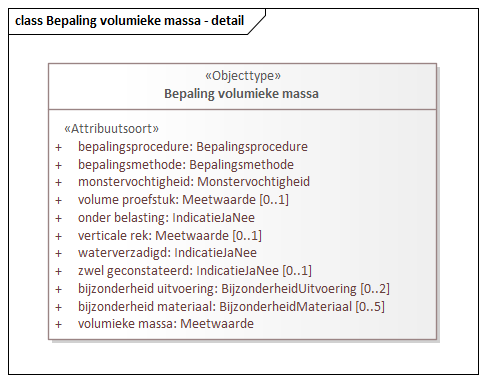 class Bepaling volumieke massa - detail
«Objecttype»
Bepaling volumieke massa
«Attribuutsoort»
+ bepalingsprocedure: Bepalingsprocedure
+ bepalingsmethode: Bepalingsmethode
+ monstervochtigheid: Monstervochtigheid
+ volume proefstuk: Meetwaarde [0..1]
+ onder belasting: IndicatieJaNee
+ verticale rek: Meetwaarde [0..1]
+ waterverzadigd: IndicatieJaNee
+ zwel geconstateerd: IndicatieJaNee [0..1]
+ bijzonderheid uitvoering: BijzonderheidUitvoering [0..2]
+ bijzonderheid materiaal: BijzonderheidMateriaal [0..5]
+ volumieke massa: Meetwaarde